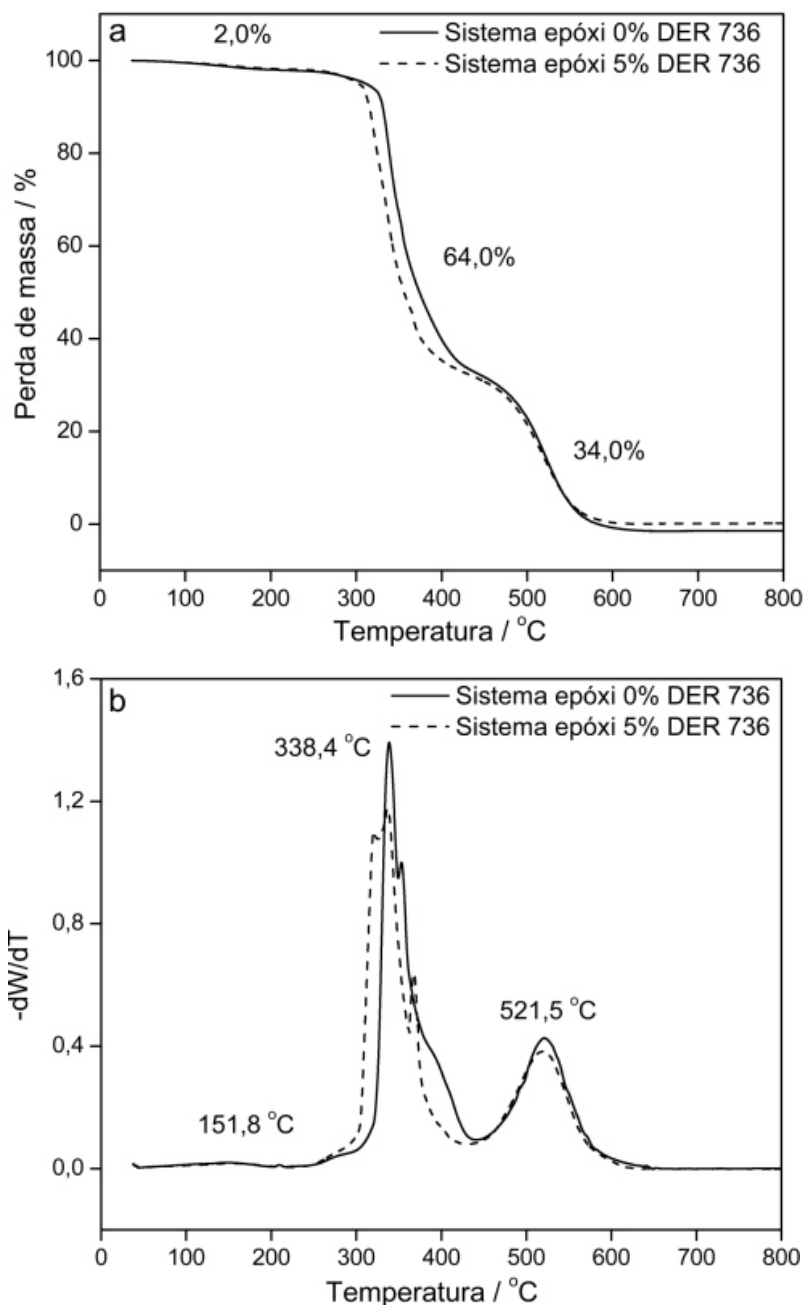 a
2,0%
Sistema epóxi 0% DER 736
Sistema epóxi 5% DER 736
100
80
60
40
20
0
Perda de massa / %
64,0%
34,0%
0 100 200 300 400 500 600 700 800
Temperatura / °C
b
Sistema epóxi 0% DER 736
Sistema epóxi 5% DER 736
1,6
1,2
0,8
0,4
0,0
-dW/dT
338,4 °C
521,5 °C
151,8 °C
0 100 200 300 400 500 600 700 800
Temperatura / °C